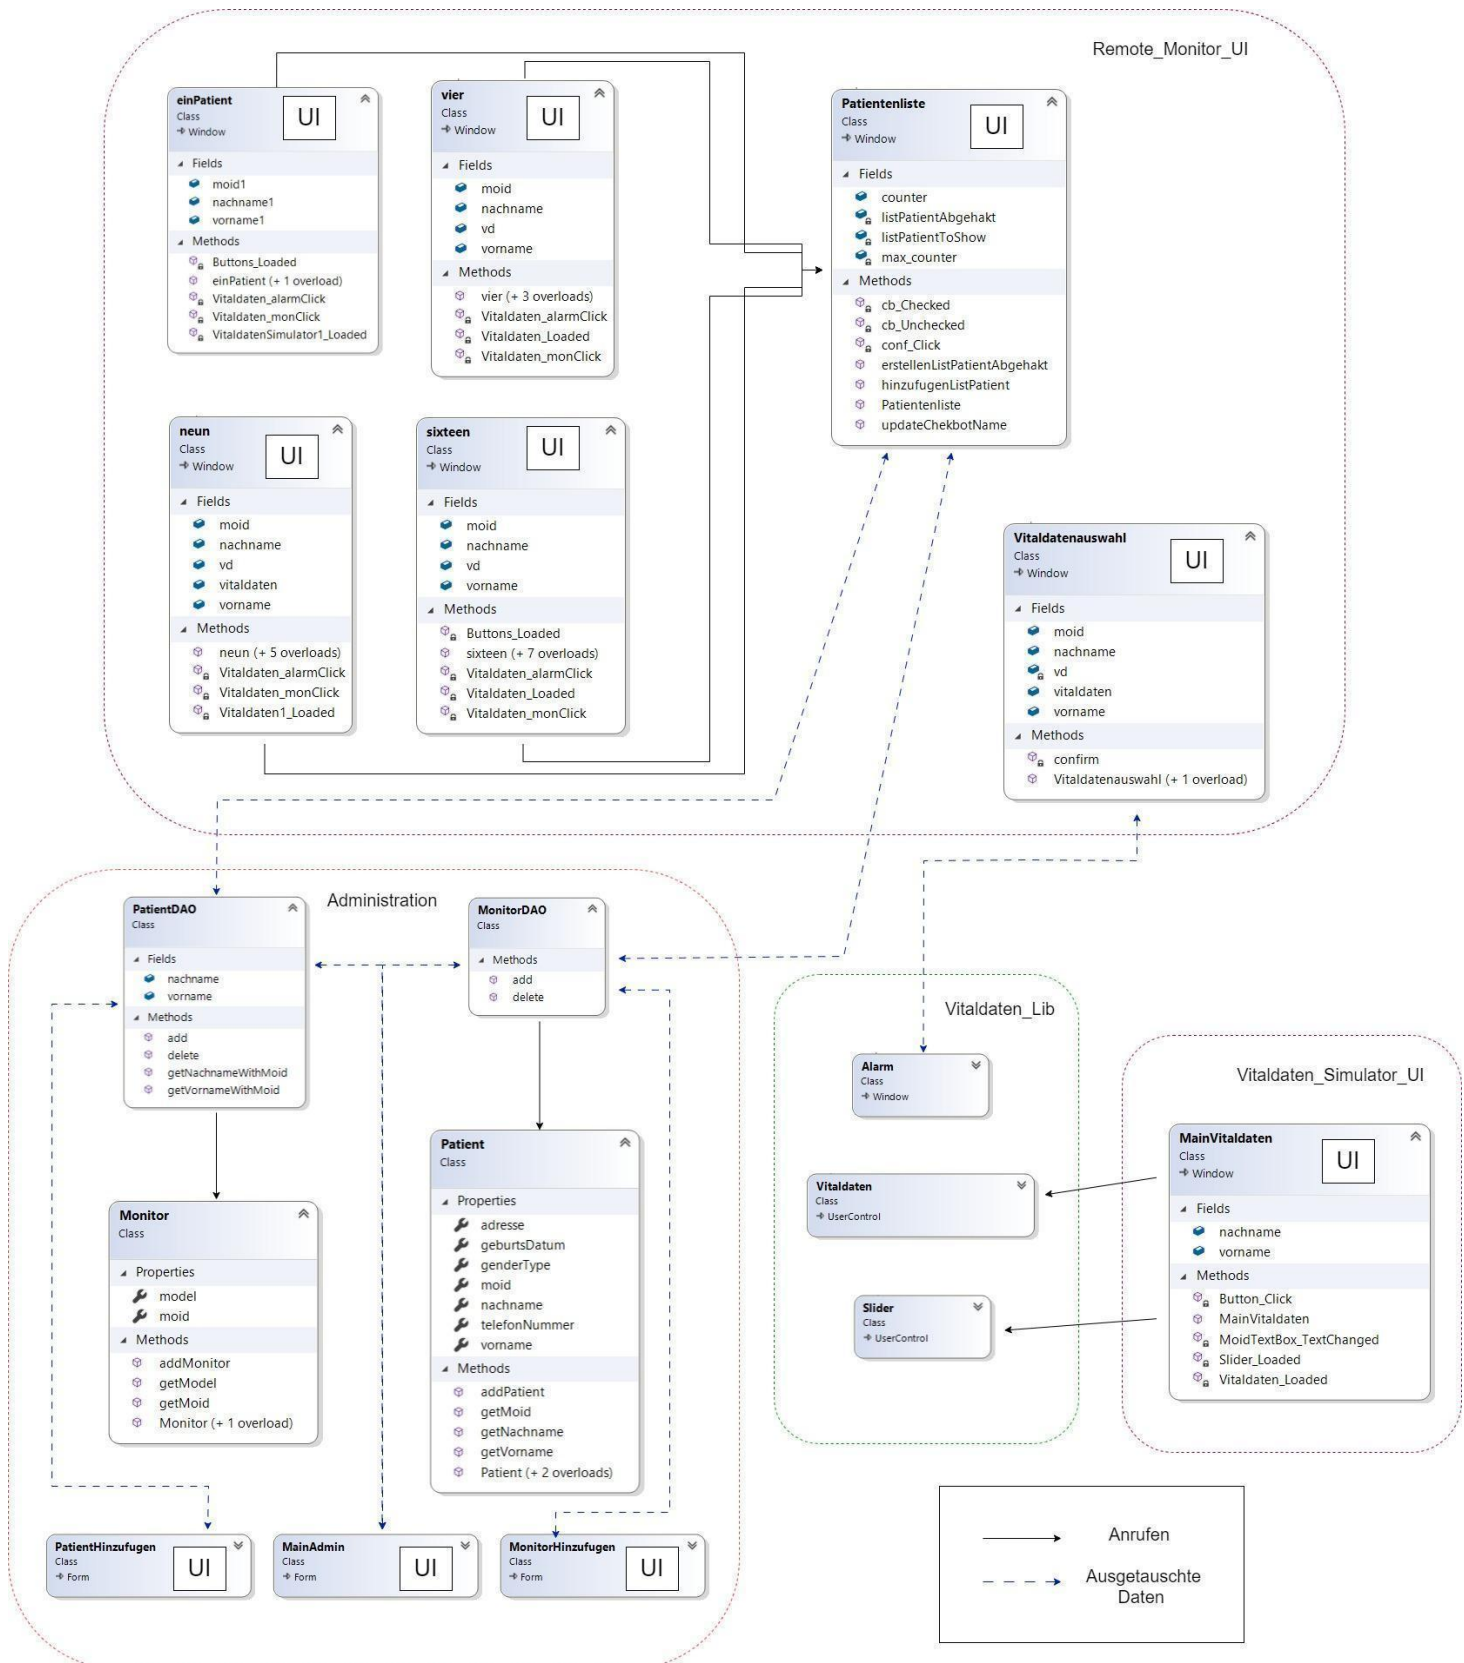 Remote_Monitor_UI
einPatient
Class
Window
UI
Fields
moid1
nachname1
vorname1
Methods
Buttons_Loaded
einPatient (+ 1 overload)
Vitaldaten_alarmClick
Vitaldaten_monClick
VitaldatenSimulator1_Loaded
vier
Class
Window
UI
Fields
moid
nachname
vd
vorname
Methods
vier (+ 3 overloads)
Vitaldaten_alarmClick
Vitaldaten_Loaded
Vitaldaten_monClick
Patientenliste
Class
Window
UI
Fields
counter
listPatientAbgehakt
listPatientToShow
max_counter
Methods
cb_Checked
cb_Unchecked
conf_Click
erstellenListPatientAbgehakt
hinzufugenListPatient
Patientenliste
updateChekbotName
neun
Class
Window
UI
Fields
moid
nachname
vd
vitaldaten
vorname
Methods
neun (+ 5 overloads)
Vitaldaten_alarmClick
Vitaldaten_monClick
Vitaldaten1_Loaded
sixteen
Class
Window
UI
Fields
moid
nachname
vd
vorname
Methods
Buttons_Loaded
sixteen (+ 7 overloads)
Vitaldaten_alarmClick
Vitaldaten_Loaded
Vitaldaten_monClick
Vitaldatenauswahl
Class
Window
UI
Fields
moid
nachname
vd
vitaldaten
vorname
Methods
confirm
Vitaldatenauswahl (+ 1 overload)
Administration
PatientDAO
Class
Fields
nachname
vorname
Methods
add
delete
getNachnameWithMoid
getVornameWithMoid
MonitorDAO
Class
Methods
add
delete
Monitor
Class
Properties
model
moid
Methods
addMonitor
getModel
getMoid
Monitor (+ 1 overload)
Patient
Class
Properties
adresse
geburtsDatum
genderType
moid
nachname
telefonNummer
vorname
Methods
addPatient
getMoid
getNachname
getVorname
Patient (+ 2 overloads)
PatientHinzufugen
Class
Form
UI
MainAdmin
Class
Form
UI
MonitorHinzufugen
Class
Form
UI
Vitaldaten_Lib
Alarm
Class
Window
Vitaldaten
Class
UserControl
Slider
Class
UserControl
Vitaldaten_Simulator_UI
MainVitaldaten
Class
Window
UI
Fields
nachname
vorname
Methods
Button_Click
MainVitaldaten
MoidTextBox_TextChanged
Slider_Loaded
Vitaldaten_Loaded
Anrufen
Ausgetauschte
Daten